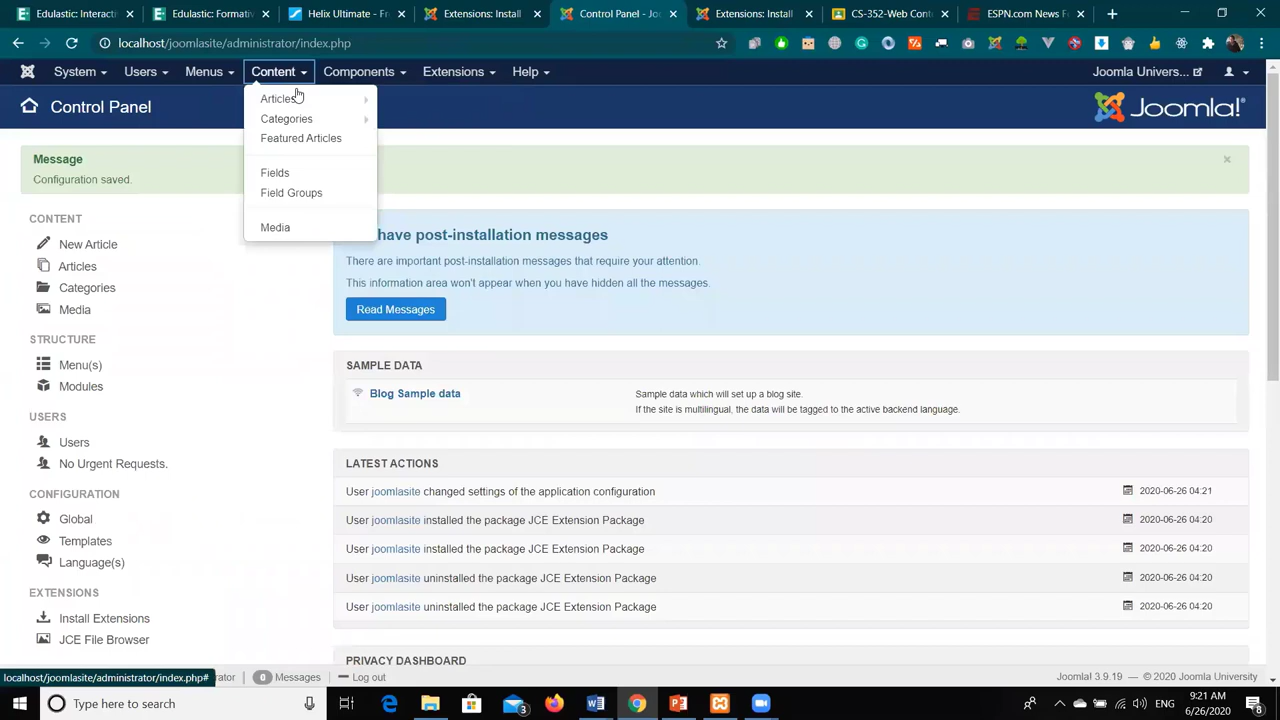 Edulastic: Interactiv
Edulastic: Formativ
Helix Ultimate - Fre
Extensions: Install
Control Panel - Joo
Extensions: Install
CS-352-Web Conte
ESPN.com News F
localhost/joomlasite/administrator/index.php
System
Users
Menus
Content
Components
Extensions
Help
Joomla Univers...
Control Panel
Joomla!®
Articles
Categories
Featured Articles
Fields
Field Groups
Media
Message
Configuration saved.
CONTENT
New Article
Articles
Categories
Media
STRUCTURE
Menu(s)
Modules
USERS
Users
No Urgent Requests.
CONFIGURATION
Global
Templates
Language(s)
EXTENSIONS
Install Extensions
JCE File Browser
have post-installation messages
There are important post-installation messages that require your attention.
This information area won't appear when you have hidden all the messages.
Read Messages
SAMPLE DATA
Blog Sample data
Sample data which will set up a blog site.
If the site is multilingual, the data will be tagged to the active backend language.
LATEST ACTIONS
User joomlasite changed settings of the application configuration 2020-06-26 04:21
User joomlasite installed the package JCE Extension Package 2020-06-26 04:20
User joomlasite installed the package JCE Extension Package 2020-06-26 04:20
User joomlasite uninstalled the package JCE Extension Package 2020-06-26 04:20
User joomlasite uninstalled the package JCE Extension Package 2020-06-26 04:20
PRIVACY DASHBOARD
localhost/joomlasite/administrator/index.php#
rator
0 Messages
Log out
Joomla! 3.9.19 — © 2020 Joomla University
Type here to search
3
ENG
9:21 AM
6/26/2020
8